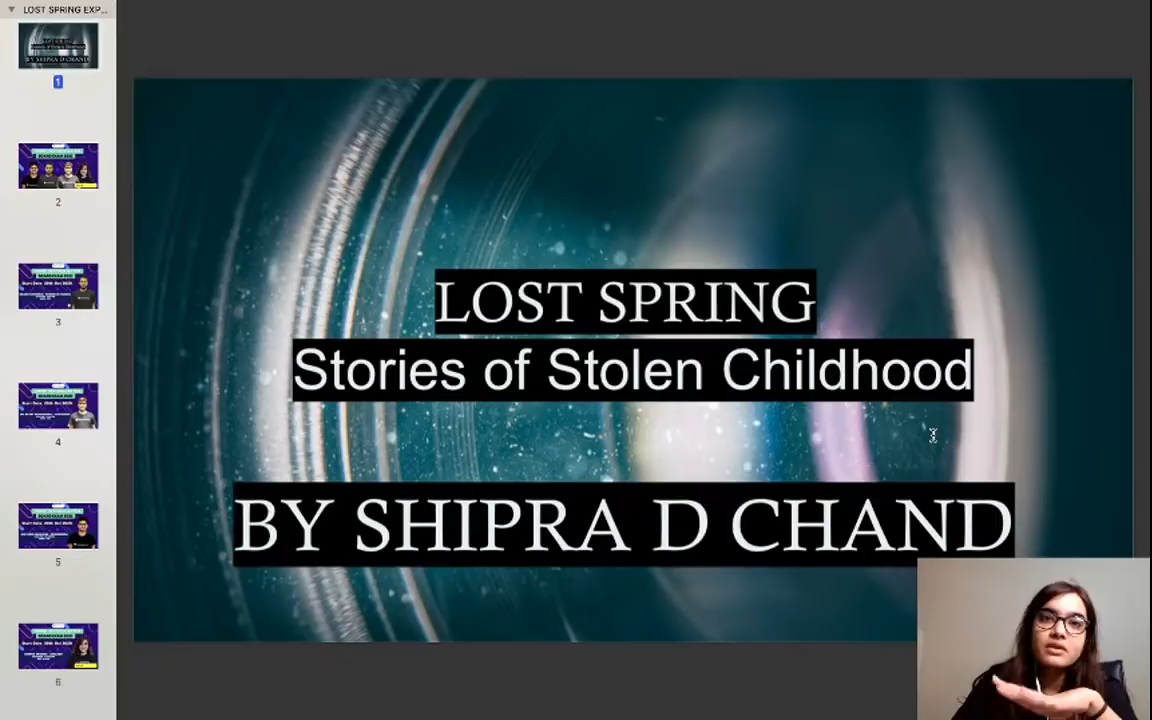 LOST SPRING EXP...
1
2
3
4
5
6
LOST SPRING
Stories of Stolen Childhood
BY SHIPRA D CHAND